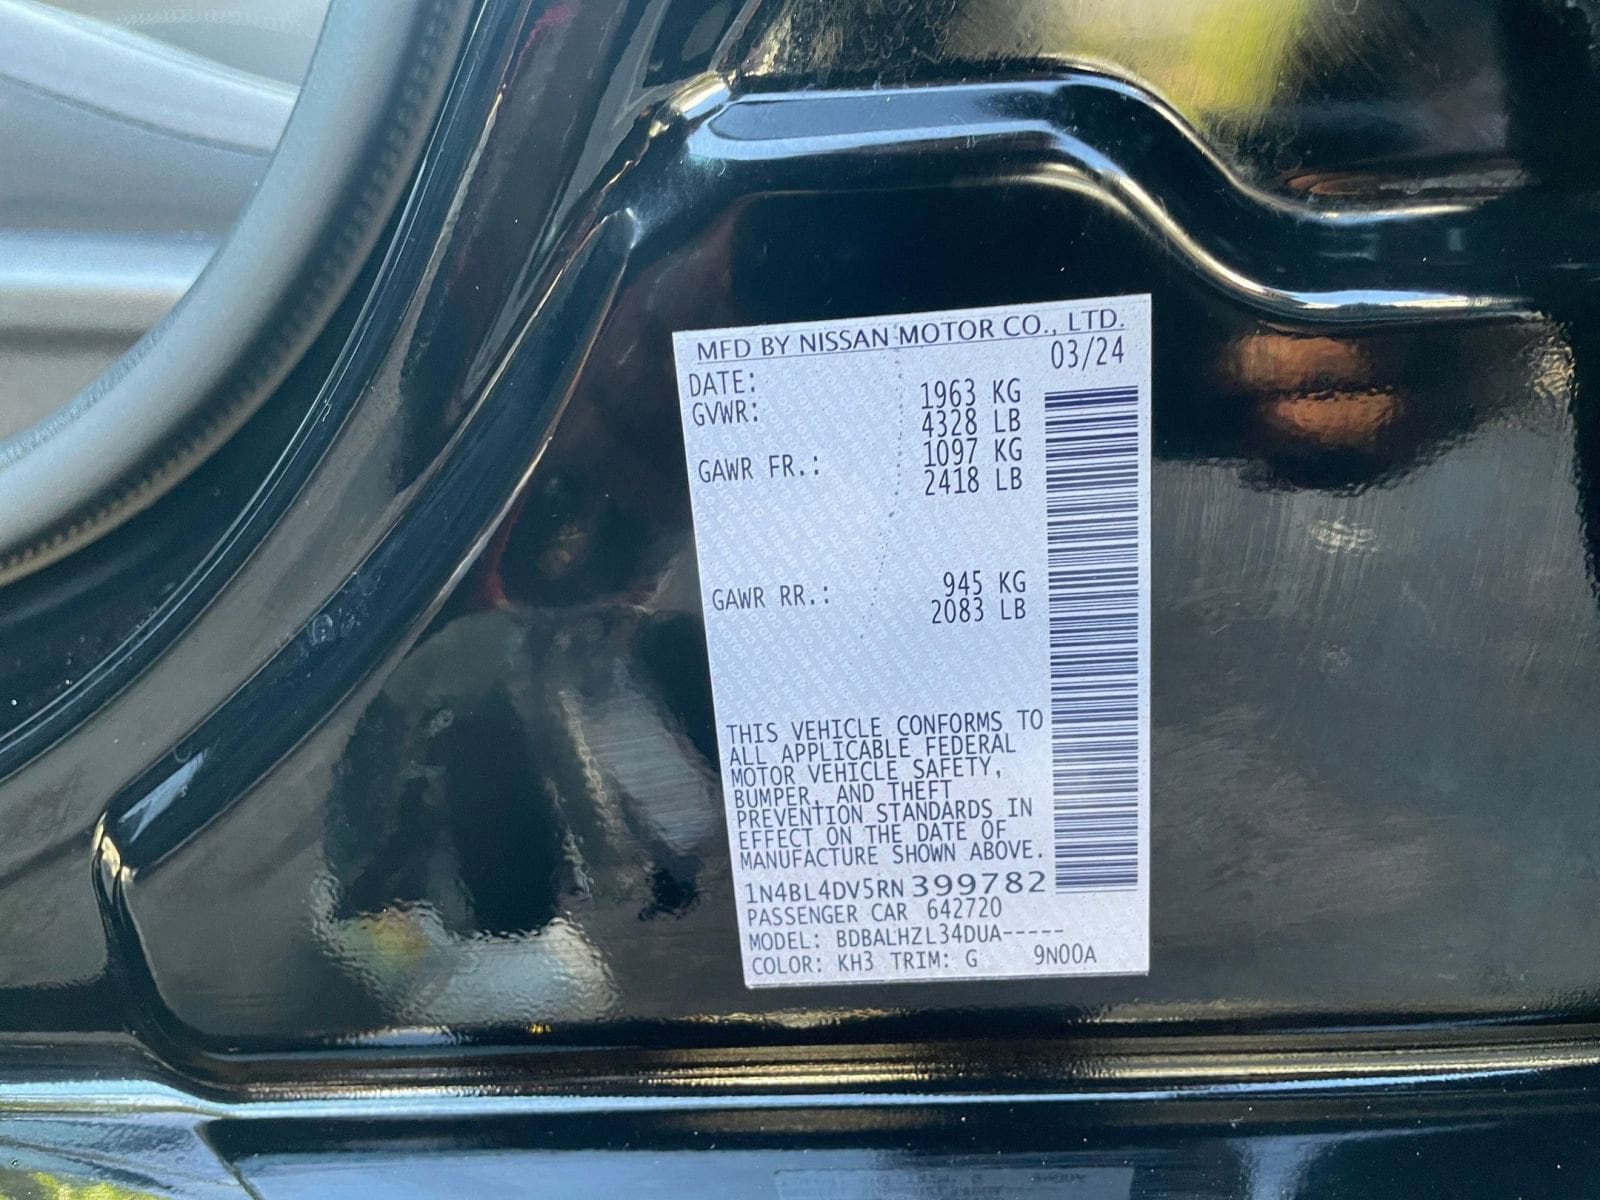 MFD BY NISSAN MOTOR CO., LTD.
DATE: 03/24
GVWR: 1963 KG
4328 LB
GAWR FR.: 1097 KG
2418 LB
GAWR RR.: 945 KG
2083 LB
THIS VEHICLE CONFORMS TO
ALL APPLICABLE FEDERAL
MOTOR VEHICLE SAFETY,
BUMPER, AND THEFT
PREVENTION STANDARDS IN
EFFECT ON THE DATE OF
MANUFACTURE SHOWN ABOVE.
1N4BL4DV5RN399782
PASSENGER CAR 642720
MODEL: BDBALHZL34DUA-----
COLOR: KH3 TRIM: G 9N00A